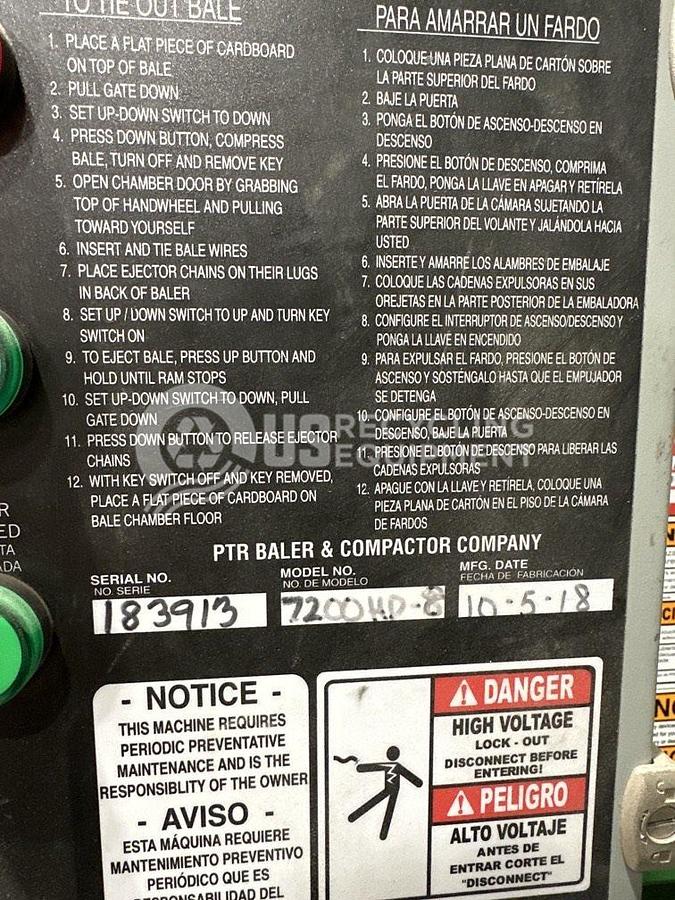 TO TIE OUT BALE
1. PLACE A FLAT PIECE OF CARDBOARD
ON TOP OF BALE
2. PULL GATE DOWN
3. SET UP-DOWN SWITCH TO DOWN
4. PRESS DOWN BUTTON, COMPRESS
BALE, TURN OFF AND REMOVE KEY
5. OPEN CHAMBER DOOR BY GRABBING
TOP OF HANDWHEEL AND PULLING
TOWARD YOURSELF
6. INSERT AND TIE BALE WIRES
7. PLACE EJECTOR CHAINS ON THEIR LUGS
IN BACK OF BALER
8. SET UP / DOWN SWITCH TO UP AND TURN KEY
SWITCH ON
9. TO EJECT BALE, PRESS UP BUTTON AND
HOLD UNTIL RAM STOPS
10. SET UP-DOWN SWITCH TO DOWN, PULL
GATE DOWN
11. PRESS DOWN BUTTON TO RELEASE EJECTOR
CHAINS
12. WITH KEY SWITCH OFF AND KEY REMOVED,
PLACE A FLAT PIECE OF CARDBOARD ON
BALE CHAMBER FLOOR
PARA AMARRAR UN FARDO
1. COLOQUE UNA PIEZA PLANA DE CARTÓN SOBRE
LA PARTE SUPERIOR DEL FARDO
2. BAJE LA PUERTA
3. PONGA EL BOTÓN DE ASCENSO-DESCENSO EN
DESCENSO
4. PRESIONE EL BOTÓN DE DESCENSO, COMPRIMA
EL FARDO, PONGA LA LLAVE EN APAGAR Y RETÍRELA
5. ABRA LA PUERTA DE LA CÁMARA SUJETANDO LA
PARTE SUPERIOR DEL VOLANTE Y JALÁNDOLA HACIA
USTED
6. INSERTE Y AMARRE LOS ALAMBRES DE EMBALAJE
7. COLOQUE LAS CADENAS EXPULSORAS EN SUS
OREJETAS EN LA PARTE POSTERIOR DE LA EMBALADORA
8. CONFIGURE EL INTERRUPTOR DE ASCENSO/DESCENSO Y
PONGA LA LLAVE EN ENCENDIDO
9. PARA EXPULSAR EL FARDO, PRESIONE EL BOTÓN DE
ASCENSO Y SOSTÉNGALO HASTA QUE EL EMPUJADOR
SE DETENGA
10. CONFIGURE EL BOTÓN DE ASCENSO-DESCENSO EN
DESCENSO, BAJE LA PUERTA
11. PRESIONE EL BOTÓN DE DESCENSO PARA LIBERAR LAS
CADENAS EXPULSORAS
12. APAGUE CON LA LLAVE Y RETÍRELA, COLOQUE UNA
PIEZA PLANA DE CARTÓN EN EL PISO DE LA CÁMARA
DE FARDOS
US RECYCLING
EQUIPMENT
PTR BALER & COMPACTOR COMPANY
SERIAL NO.
NO. SERIE
183913
MODEL NO.
NO. DE MODELO
7200HD-8
MFG. DATE
FECHA DE FABRICACIÓN
10-5-18
- NOTICE -
THIS MACHINE REQUIRES
PERIODIC PREVENTATIVE
MAINTENANCE AND IS THE
RESPONSIBLITY OF THE OWNER
- AVISO -
ESTA MÁQUINA REQUIERE
MANTENIMIENTO PREVENTIVO
PERIÓDICO QUE ES
RESPONSABILIDAD DEL
DANGER
HIGH VOLTAGE
LOCK - OUT
DISCONNECT BEFORE
ENTERING!
PELIGRO
ALTO VOLTAJE
ANTES DE
ENTRAR CORTE EL
"DISCONNECT"